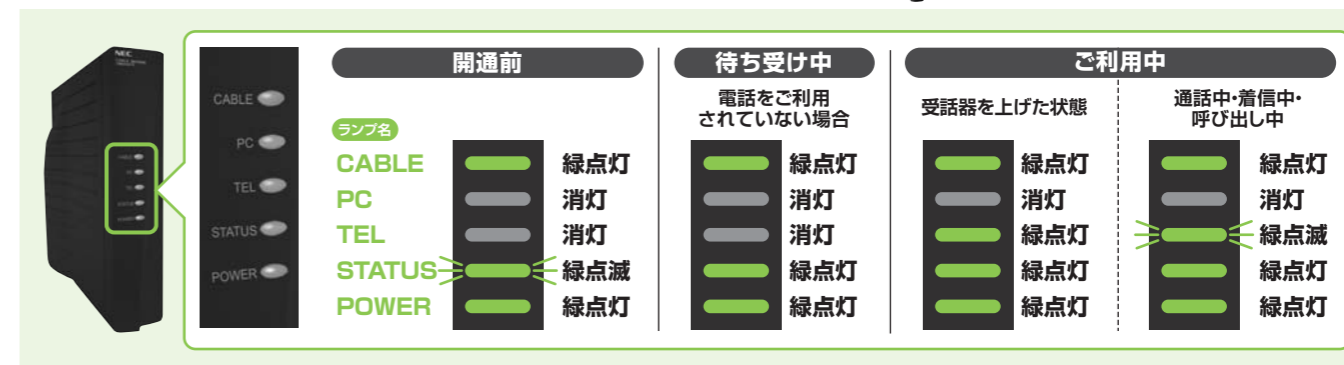 NEC
CABLE
PC
TEL
STATUS
POWER
開通前
ランプ名
CABLE 緑点灯
PC 消灯
TEL 消灯
STATUS 緑点滅
POWER 緑点灯
待ち受け中
電話をご利用
されていない場合
緑点灯
消灯
消灯
緑点灯
緑点灯
ご利用中
受話器を上げた状態
緑点灯
消灯
緑点灯
緑点灯
緑点灯
通話中・着信中・
呼び出し中
緑点灯
消灯
緑点滅
緑点灯
緑点灯